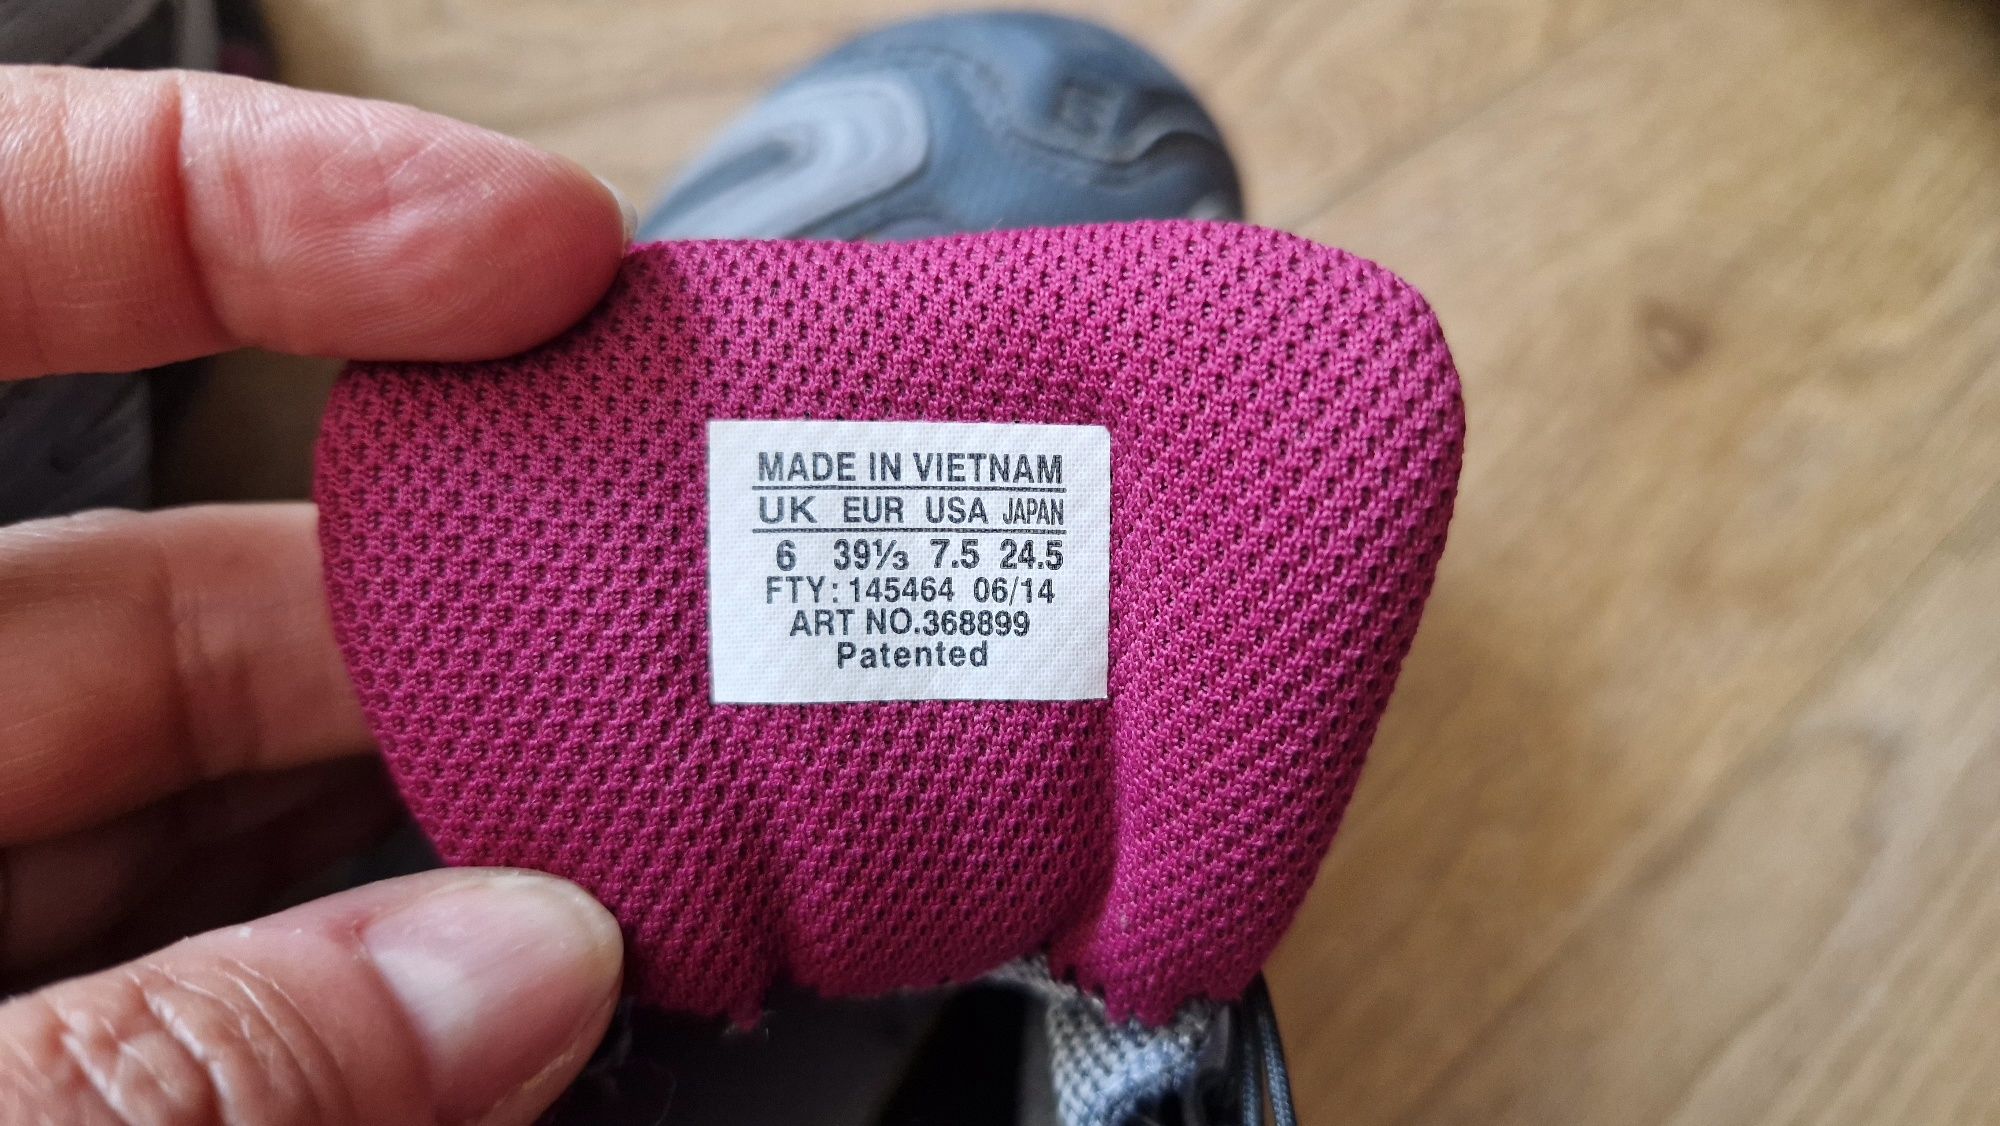 MADE IN VIETNAM
UK EUR USA JAPAN
6 39⅓ 7.5 24.5
FTY: 145464 06/14
ART NO.368899
Patented